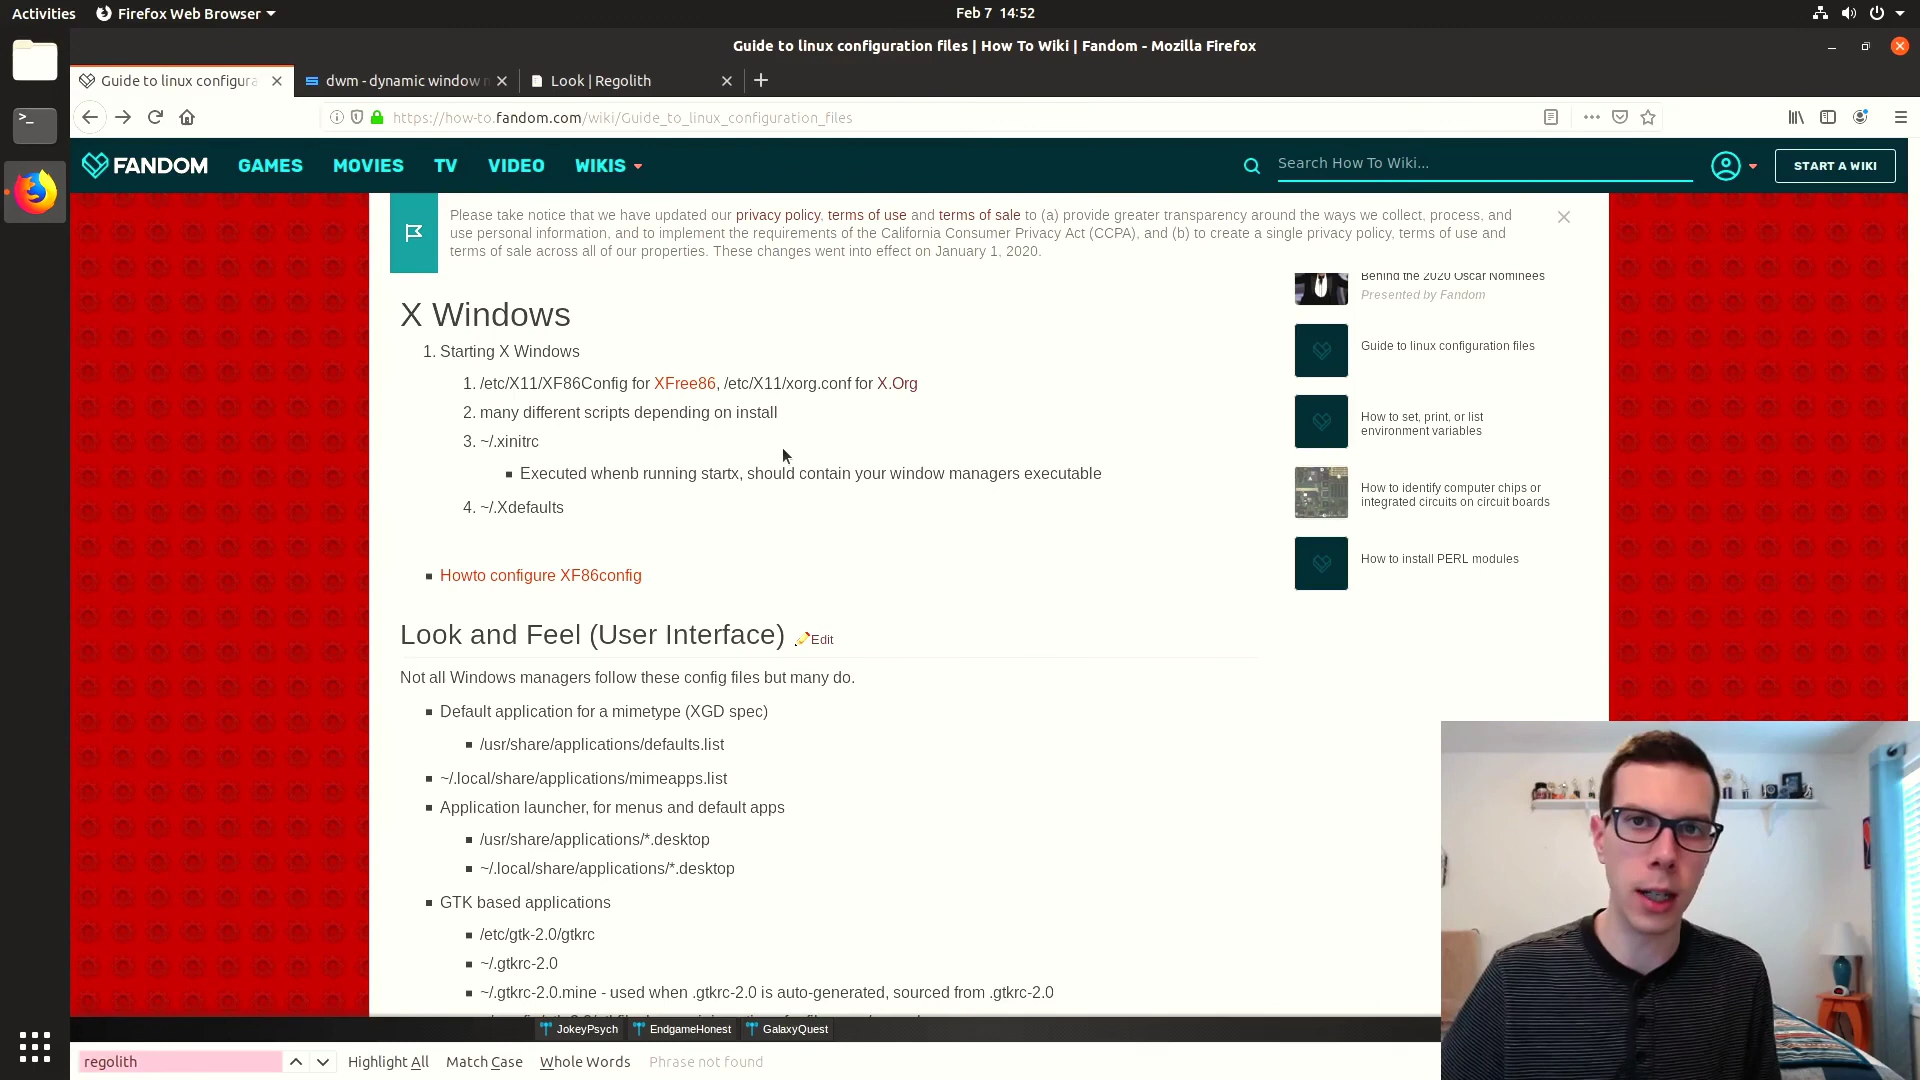 Activities
Firefox Web Browser
Feb 7 14:52
Guide to linux configuration files | How To Wiki | Fandom - Mozilla Firefox
Guide to linux configura
dwm - dynamic window
Look | Regolith
https://how-to.fandom.com/wiki/Guide_to_linux_configuration_files
FANDOM
GAMES
MOVIES
TV
VIDEO
WIKIS
Search How To Wiki...
START A WIKI
Please take notice that we have updated our privacy policy, terms of use and terms of sale to (a) provide greater transparency around the ways we collect, process, and
use personal information, and to implement the requirements of the California Consumer Privacy Act (CCPA), and (b) to create a single privacy policy, terms of use and
terms of sale across all of our properties. These changes went into effect on January 1, 2020.
X Windows
1. Starting X Windows
1. /etc/X11/XF86Config for XFree86, /etc/X11/xorg.conf for X.Org
2. many different scripts depending on install
3. ~/.xinitrc
Executed whenb running startx, should contain your window managers executable
4. ~/.Xdefaults
Howto configure XF86config
Look and Feel (User Interface)
Edit
Not all Windows managers follow these config files but many do.
Default application for a mimetype (XGD spec)
/usr/share/applications/defaults.list
~/.local/share/applications/mimeapps.list
Application launcher, for menus and default apps
/usr/share/applications/*.desktop
~/.local/share/applications/*.desktop
GTK based applications
/etc/gtk-2.0/gtkrc
~/.gtkrc-2.0
~/.gtkrc-2.0.mine - used when .gtkrc-2.0 is auto-generated, sourced from .gtkrc-2.0
Behind the 2020 Oscar Nominees
Presented by Fandom
Guide to linux configuration files
How to set, print, or list
environment variables
How to identify computer chips or
integrated circuits on circuit boards
How to install PERL modules
JokeyPsych
EndgameHonest
GalaxyQuest
regolith
Highlight All
Match Case
Whole Words
Phrase not found